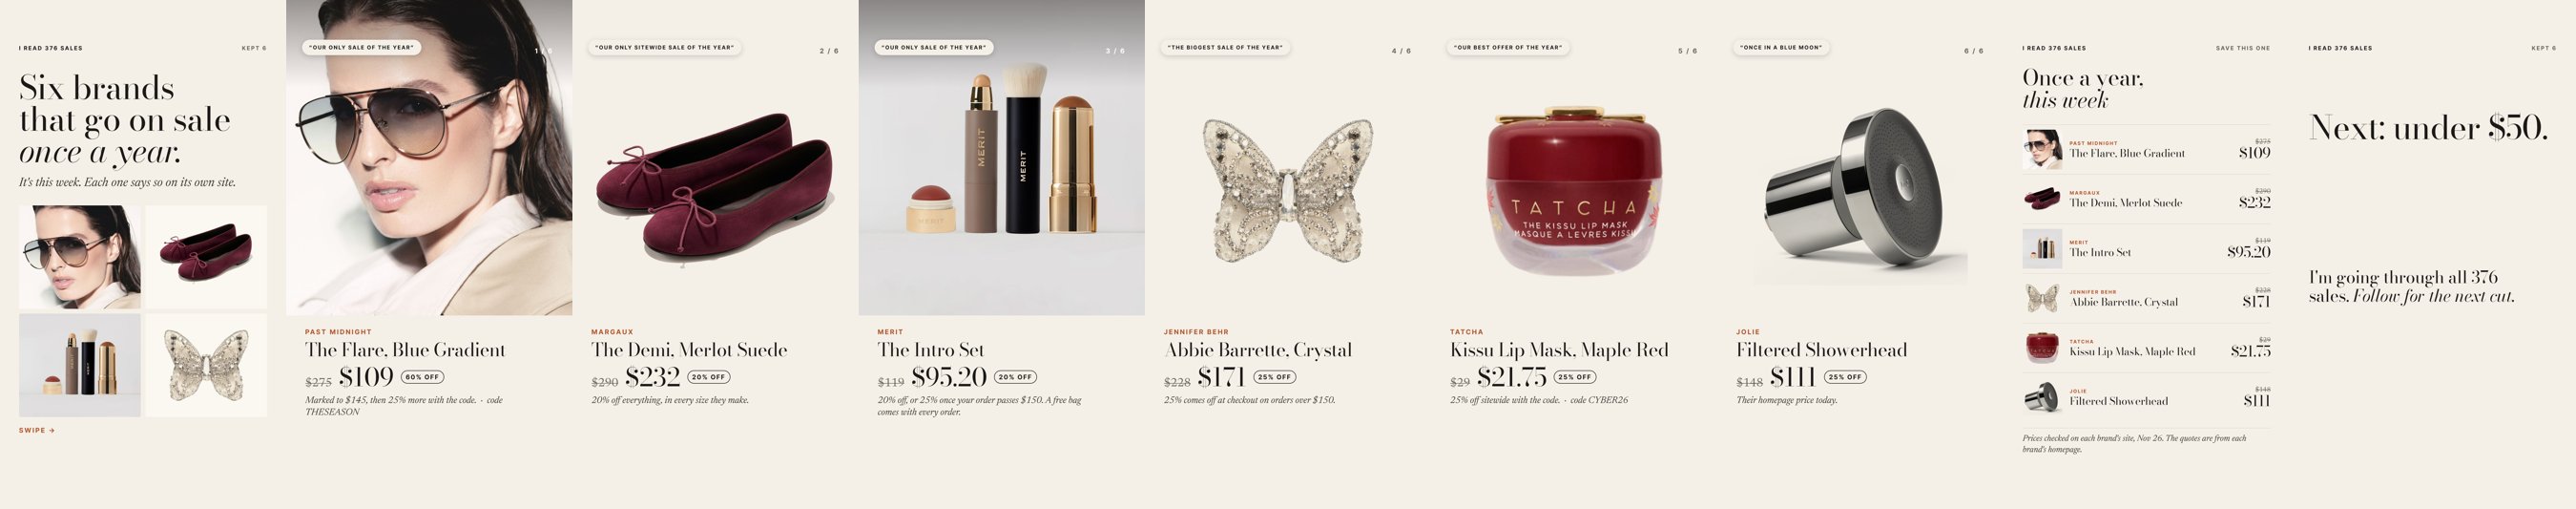 I READ 376 SALES
KEPT 6
Six brands
that go on sale
once a year.
It's this week. Each one says so on its own site.
SWIPE →
"OUR ONLY SALE OF THE YEAR"
1 / 6
PAST MIDNIGHT
The Flare, Blue Gradient
$275 $109 60% OFF
Marked to $145, then 25% more with the code. · code
THESEASON
"OUR ONLY SITEWIDE SALE OF THE YEAR"
2 / 6
MARGAUX
The Demi, Merlot Suede
$290 $232 20% OFF
20% off everything, in every size they make.
"OUR ONLY SALE OF THE YEAR"
3 / 6
MERIT
MERIT
MERIT
The Intro Set
$119 $95.20 20% OFF
20% off, or 25% once your order passes $150. A free bag
comes with every order.
"THE BIGGEST SALE OF THE YEAR"
4 / 6
JENNIFER BEHR
Abbie Barrette, Crystal
$228 $171 25% OFF
25% comes off at checkout on orders over $150.
"OUR BEST OFFER OF THE YEAR"
5 / 6
TATCHA
THE KISSU LIP MASK
MASQUE A LEVRES KISSU
TATCHA
Kissu Lip Mask, Maple Red
$29 $21.75 25% OFF
25% off sitewide with the code. · code CYBER26
"ONCE IN A BLUE MOON"
6 / 6
JOLIE
Filtered Showerhead
$148 $111 25% OFF
Their homepage price today.
I READ 376 SALES
SAVE THIS ONE
Once a year,
this week
PAST MIDNIGHT
The Flare, Blue Gradient
$275
$109
MARGAUX
The Demi, Merlot Suede
$290
$232
MERIT
The Intro Set
$119
$95.20
JENNIFER BEHR
Abbie Barrette, Crystal
$228
$171
TATCHA
Kissu Lip Mask, Maple Red
$29
$21.75
JOLIE
Filtered Showerhead
$148
$111
Prices checked on each brand's site, Nov 26. The quotes are from each
brand's homepage.
I READ 376 SALES
KEPT 6
Next: under $50.
I'm going through all 376
sales. Follow for the next cut.